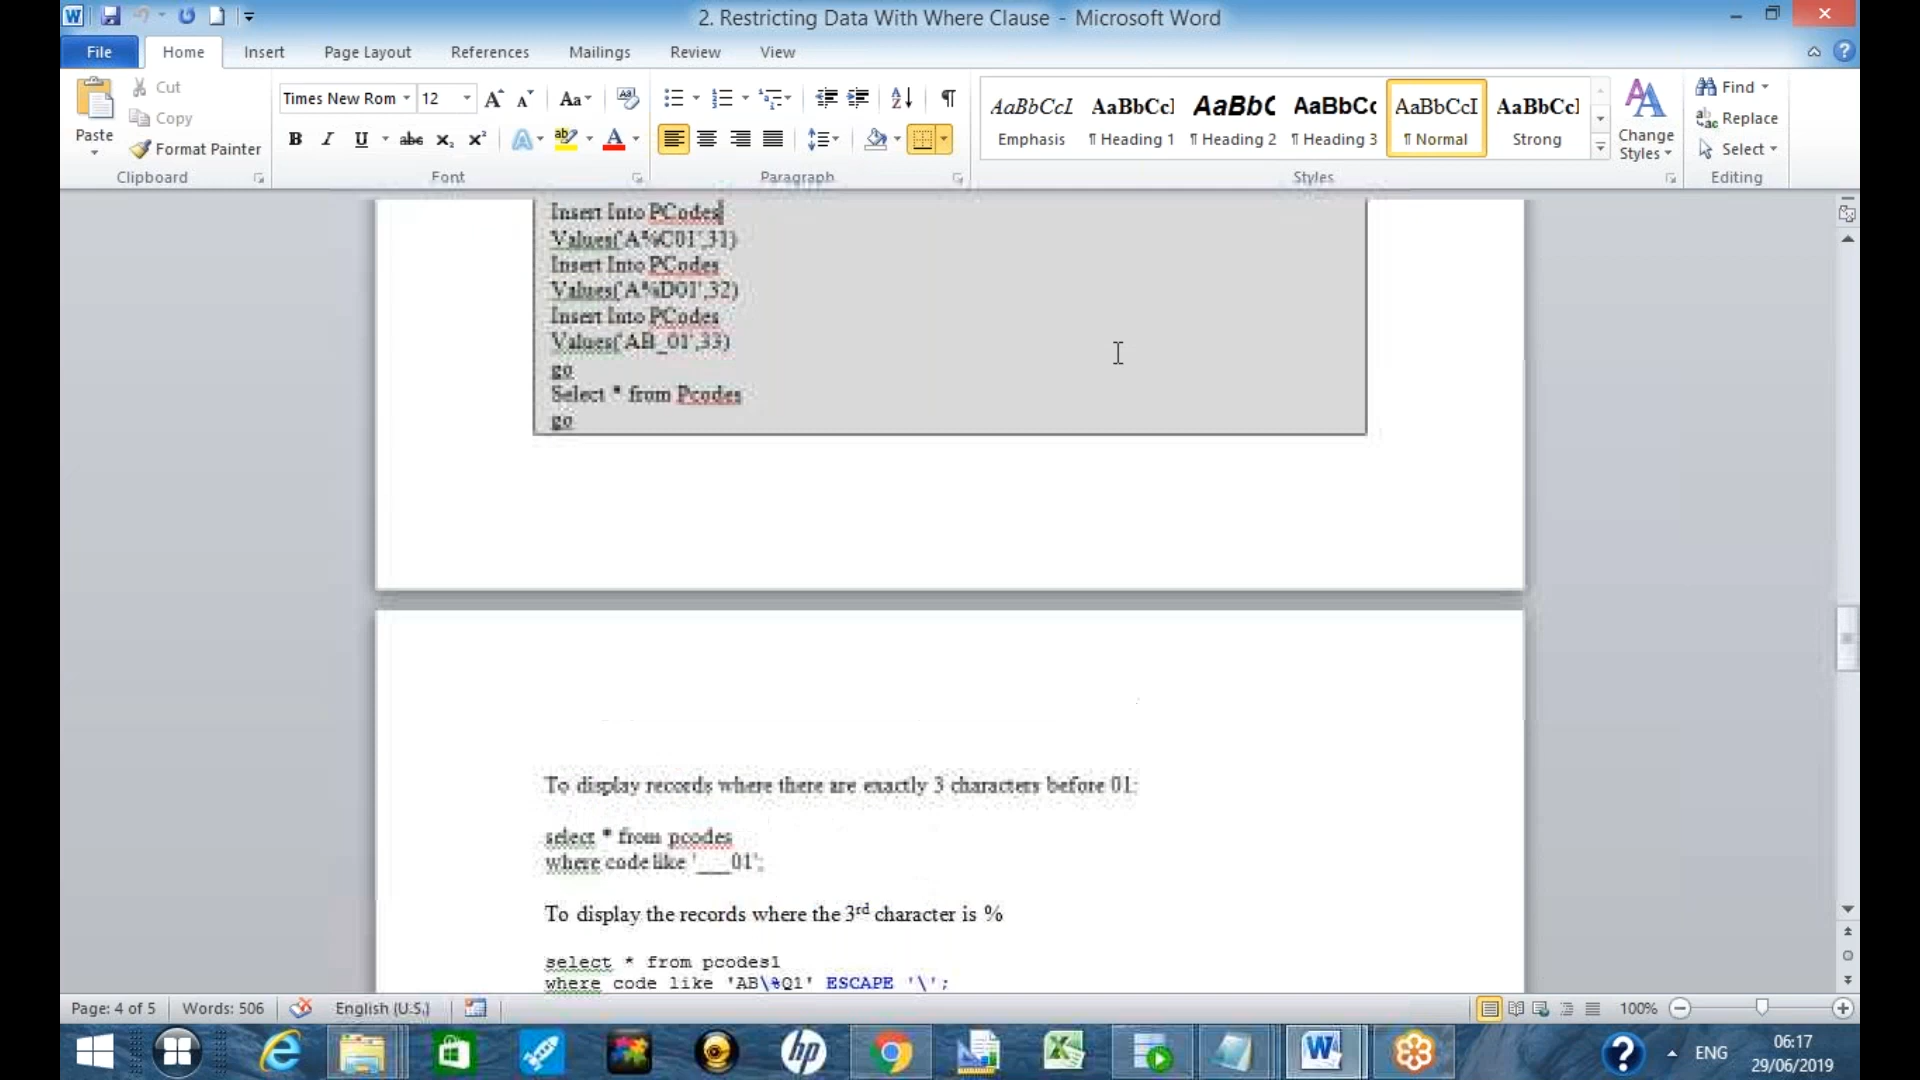 2. Restricting Data With Where Clause - Microsoft Word
File Home Insert Page Layout References Mailings Review View
Cut
Copy
Format Painter
Paste
Clipboard
Times New Rom 12
Font
Paragraph
AaBbCcI AaBbCcI AaBbC AaBbCc AaBbCcI AaBbCcI
Emphasis ¶ Heading 1 ¶ Heading 2 ¶ Heading 3 ¶ Normal Strong
Styles
Change Styles
Find
Replace
Select
Editing
Insert Into PCodes
Values('A%C01',31)
Insert Into PCodes
Values('A%D01',32)
Insert Into PCodes
Values('AB_01',33)
go
Select * from Pcodes
go
To display records where there are exactly 3 characters before 01:
select * from pcodes
where code like '___01';
To display the records where the 3rd character is %
select * from pcodes1
where code like 'AB\%Q1' ESCAPE '\';
Page: 4 of 5 Words: 506 English (U.S.) 100%
ENG
06:17
29/06/2019